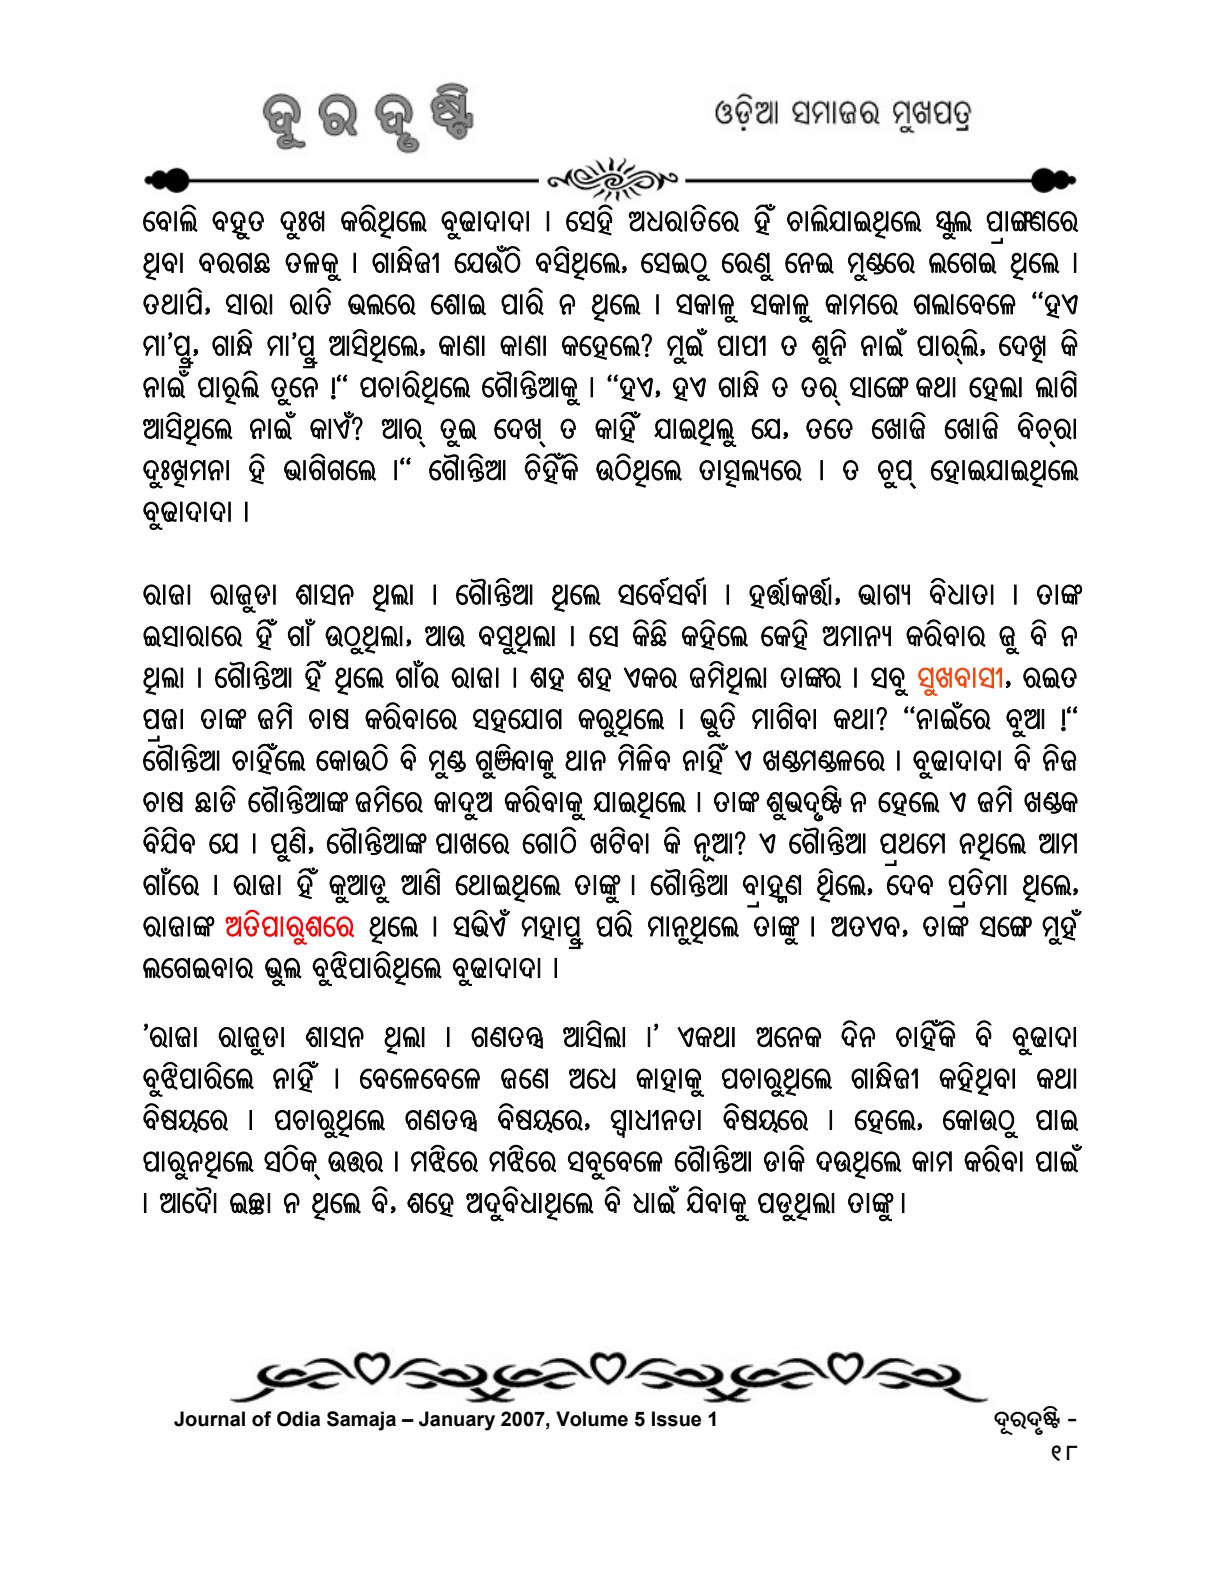 ଦୂରଦୃଷ୍ଟି ଓଡ଼ିଆ ସମାଜର ମୁଖପତ୍ର
ବୋଲି ବହୁତ ଦୁଃଖ କରିଥିଲେ ବୁଢାଦାଦା । ସେହି ଅଧରାତିରେ ହିଁ ଚାଲିଯାଇଥିଲେ ସ୍କୁଲ ପ୍ରାଙ୍ଗଣରେ
ଥିବା ବରଗଛ ତଳକୁ । ଗାନ୍ଧିଜୀ ଯେଉଁଠି ବସିଥିଲେ, ସେଇଠୁ ରେଣୁ ନେଇ ମୁଣ୍ଡରେ ଲଗେଇ ଥିଲେ ।
ତଥାପି, ସାରା ରାତି ଭଲରେ ଶୋଇ ପାରି ନ ଥିଲେ । ସକାଳୁ ସକାଳୁ କାମରେ ଗଲାବେଳେ “ହଏ
ମା’ପ୍ରୁ, ଗାନ୍ଧି ମା’ପ୍ରୁ ଆସିଥିଲେ, କାଣା କାଣା କହେଲେ? ମୁଇଁ ପାପୀ ତ ଶୁନି ନାଇଁ ପାର୍‌ଲି, ଦେଖି କି
ନାଇଁ ପାର୍‌ଲି ତୁନେ !“ ପଚାରିଥିଲେ ଗୌନ୍ତିଆକୁ । “ହଏ, ହଏ ଗାନ୍ଧି ତ ତର୍ ସାଙ୍ଗେ କଥା ହେଲା ଲାଗି
ଆସିଥିଲେ ନାଇଁ କାଏଁ? ଆର୍ ତୁଇ ଦେଖ୍ ତ କାହିଁ ଯାଇଥିଲୁ ଯେ, ତତେ ଖୋଜି ଖୋଜି ବିଚ୍‌ରା
ଦୁଃଖିମନା ହି ଭାଗିଗଲେ ।“ ଗୌନ୍ତିଆ ଚିହିଁକି ଉଠିଥିଲେ ତାତ୍ସଲ୍ୟରେ । ତ ଚୁପ୍ ହୋଇଯାଇଥିଲେ
ବୁଢାଦାଦା ।
ରାଜା ରାଜୁଡା ଶାସନ ଥିଲା । ଗୌନ୍ତିଆ ଥିଲେ ସର୍ବେସର୍ବା । ହର୍ତ୍ତାକର୍ତ୍ତା, ଭାଗ୍ୟ ବିଧାତା । ତାଙ୍କ
ଇସାରାରେ ହିଁ ଗାଁ ଉଠୁଥିଲା, ଆଉ ବସୁଥିଲା । ସେ କିଛି କହିଲେ କେହି ଅମାନ୍ୟ କରିବାର ଜୁ ବି ନ
ଥିଲା । ଗୌନ୍ତିଆ ହିଁ ଥିଲେ ଗାଁର ରାଜା । ଶହ ଶହ ଏକର ଜମିଥିଲା ତାଙ୍କର । ସବୁ ସୁଖବାସୀ, ରଇତ
ପ୍ରଜା ତାଙ୍କ ଜମି ଚାଷ କରିବାରେ ସହଯୋଗ କରୁଥିଲେ । ଭୁତି ମାଗିବା କଥା? “ନାଇଁରେ ବୁଆ !“
ଗୌନ୍ତିଆ ଚାହିଁଲେ କୋଉଠି ବି ମୁଣ୍ଡ ଗୁଞ୍ଜିବାକୁ ଥାନ ମିଳିବ ନାହିଁ ଏ ଖଣ୍ଡମଣ୍ଡଳରେ । ବୁଢାଦାଦା ବି ନିଜ
ଚାଷ ଛାଡି ଗୌନ୍ତିଆଙ୍କ ଜମିରେ କାଦୁଅ କରିବାକୁ ଯାଇଥିଲେ । ତାଙ୍କ ଶୁଭଦୃଷ୍ଟି ନ ହେଲେ ଏ ଜମି ଖଣ୍ଡକ
ବିଯିବ ଯେ । ପୁଣି, ଗୌନ୍ତିଆଙ୍କ ପାଖରେ ଗୋଠି ଖଟିବା କି ନୂଆ? ଏ ଗୌନ୍ତିଆ ପ୍ରଥମେ ନଥିଲେ ଆମ
ଗାଁରେ । ରାଜା ହିଁ କୁଆଡୁ ଆଣି ଥୋଇଥିଲେ ତାଙ୍କୁ । ଗୌନ୍ତିଆ ବ୍ରାହ୍ମଣ ଥିଲେ, ଦେବ ପ୍ରତିମା ଥିଲେ,
ରାଜାଙ୍କ ଅତିପାରୁଶରେ ଥିଲେ । ସଭିଏଁ ମହାପ୍ରୁ ପରି ମାନୁଥିଲେ ତାଙ୍କୁ । ଅତଏବ, ତାଙ୍କ ସଙ୍ଗେ ମୁହଁ
ଲଗେଇବାର ଭୁଲ ବୁଝିପାରିଥିଲେ ବୁଢାଦାଦା ।
’ରାଜା ରାଜୁଡା ଶାସନ ଥିଲା । ଗଣତନ୍ତ୍ର ଆସିଲା ।’ ଏକଥା ଅନେକ ଦିନ ଚାହିଁକି ବି ବୁଢାଦା
ବୁଝିପାରିଲେ ନାହିଁ । ବେଳେବେଳେ ଜଣେ ଅଧେ କାହାକୁ ପଚାରୁଥିଲେ ଗାନ୍ଧିଜୀ କହିଥିବା କଥା
ବିଷୟରେ । ପଚାରୁଥିଲେ ଗଣତନ୍ତ୍ର ବିଷୟରେ, ସ୍ୱାଧୀନତା ବିଷୟରେ । ହେଲେ, କୋଉଠୁ ପାଇ
ପାରୁନଥିଲେ ସଠିକ୍ ଉତ୍ତର । ମଝିରେ ମଝିରେ ସବୁବେଳେ ଗୌନ୍ତିଆ ଡାକି ଦଉଥିଲେ କାମ କରିବା ପାଇଁ
। ଆଦୌ ଇଚ୍ଛା ନ ଥିଲେ ବି, ଶହେ ଅଦୁବିଧାଥିଲେ ବି ଧାଇଁ ଯିବାକୁ ପଡୁଥିଲା ତାଙ୍କୁ ।
Journal of Odia Samaja – January 2007, Volume 5 Issue 1 ଦୂରଦୃଷ୍ଟି -
୧୮